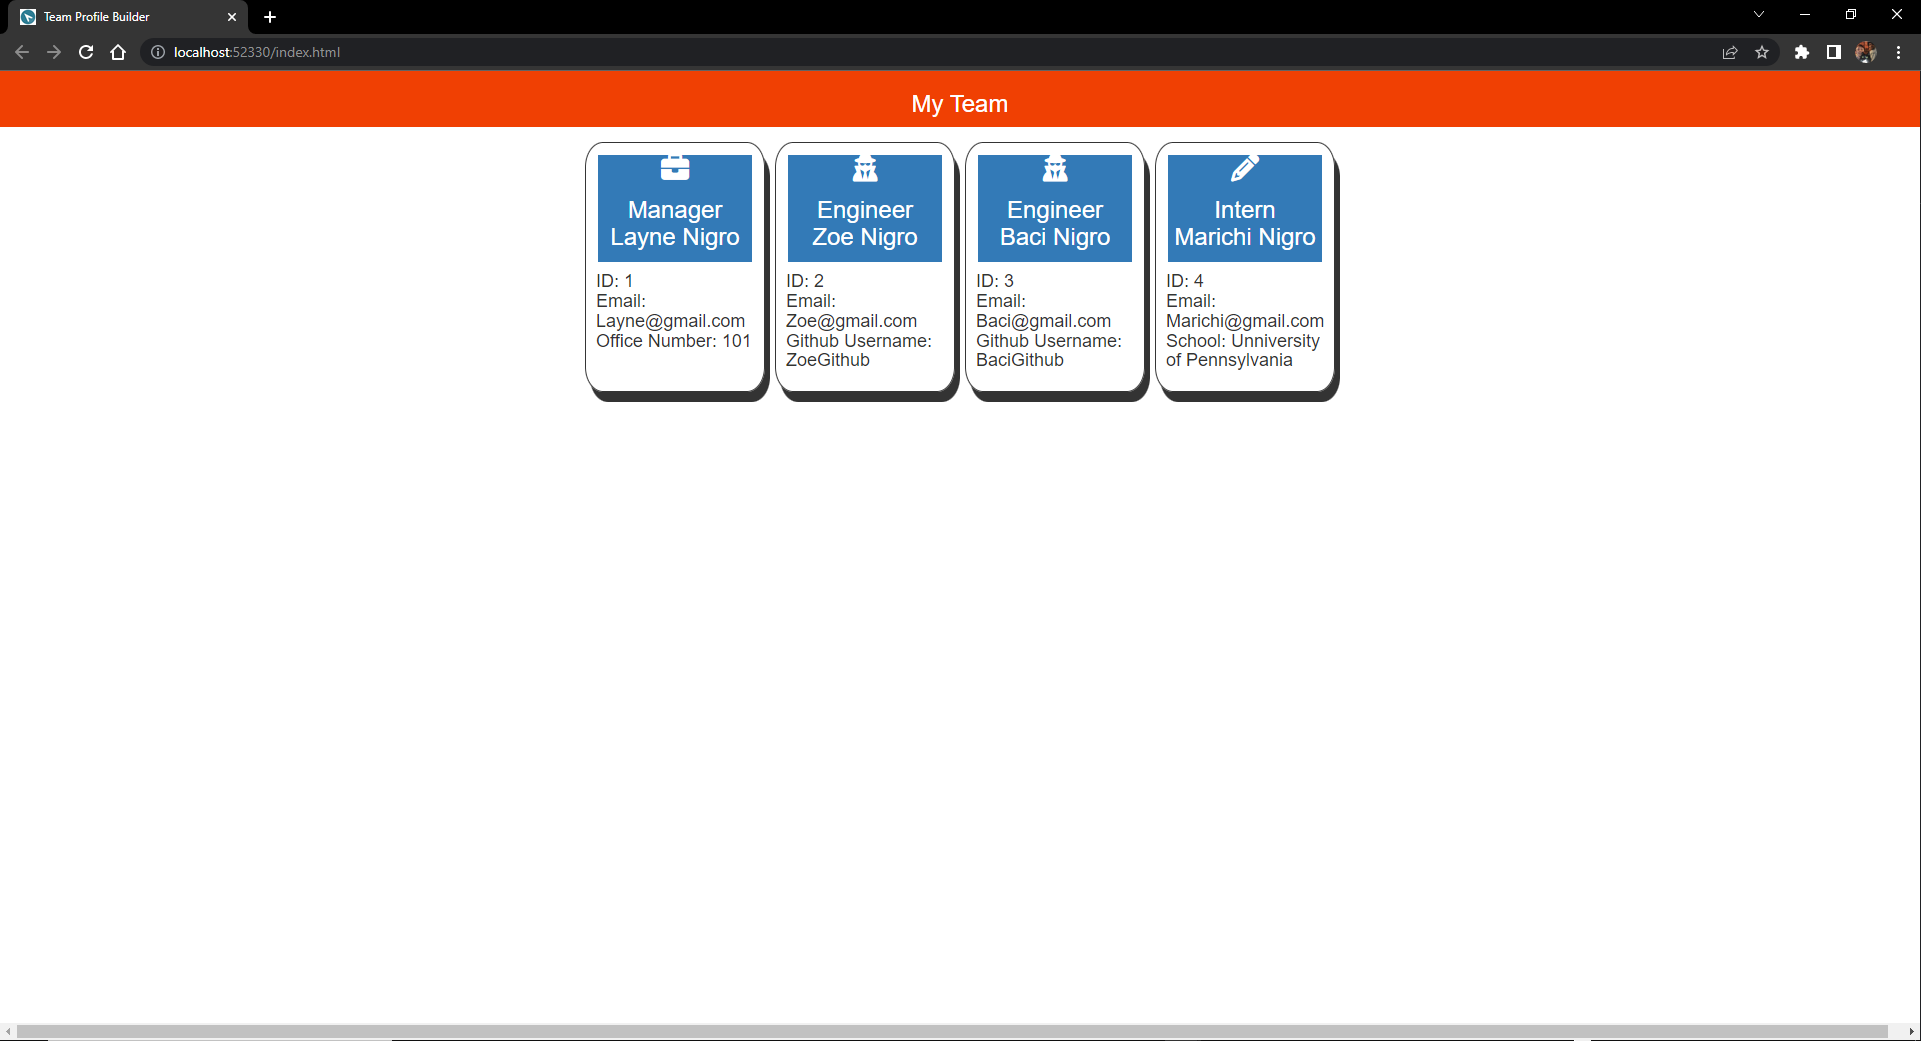 Team Profile Builder
localhost:52330/index.html
My Team
Manager
Layne Nigro
ID: 1
Email:
Layne@gmail.com
Office Number: 101
Engineer
Zoe Nigro
ID: 2
Email:
Zoe@gmail.com
Github Username:
ZoeGithub
Engineer
Baci Nigro
ID: 3
Email:
Baci@gmail.com
Github Username:
BaciGithub
Intern
Marichi Nigro
ID: 4
Email:
Marichi@gmail.com
School: Unniversity
of Pennsylvania